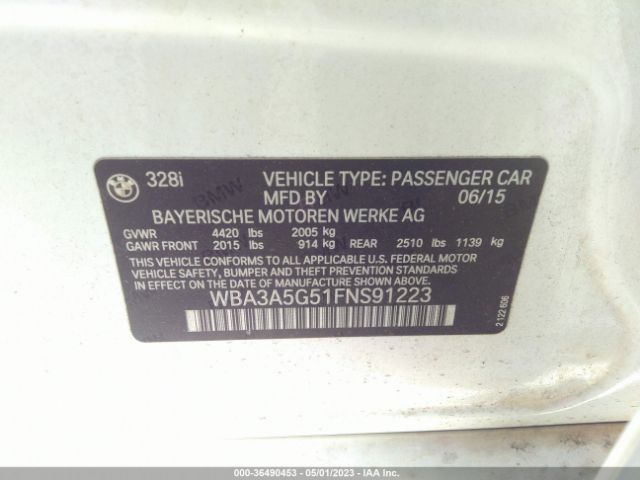 BMW
328i VEHICLE TYPE: PASSENGER CAR
MFD BY 06/15
BAYERISCHE MOTOREN WERKE AG
GVWR 4420 lbs 2005 kg
GAWR FRONT 2015 lbs 914 kg REAR 2510 lbs 1139 kg
THIS VEHICLE CONFORMS TO ALL APPLICABLE U.S. FEDERAL MOTOR
VEHICLE SAFETY, BUMPER AND THEFT PREVENTION STANDARDS
IN EFFECT ON THE DATE OF MANUFACTURE SHOWN ABOVE.
WBA3A5G51FNS91223
2 122 606
000-36490453 - 05/01/2023 - IAA Inc.